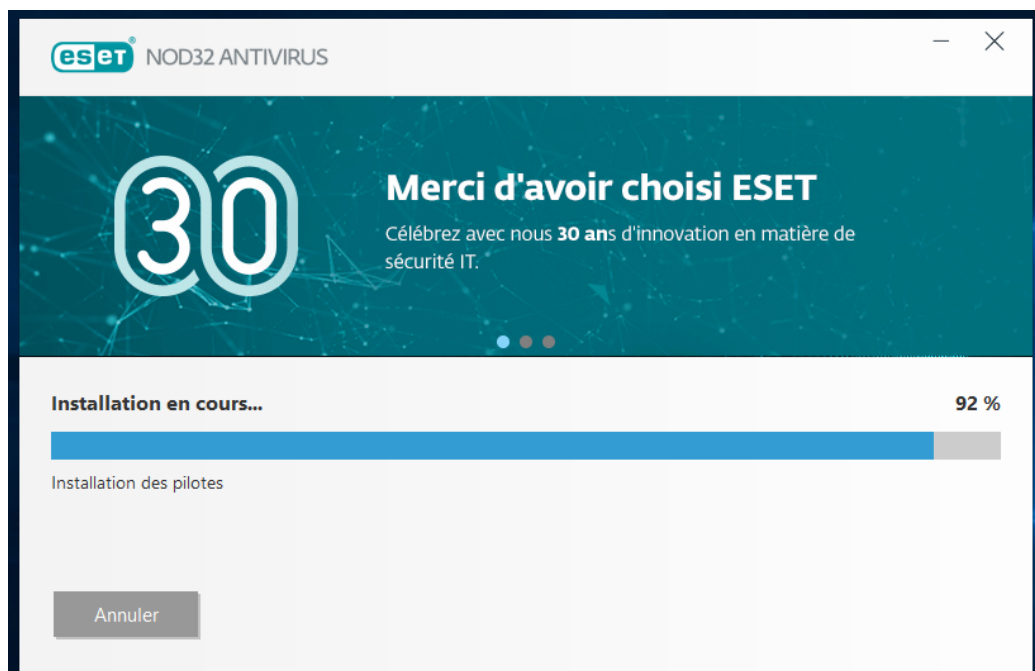 eset® NOD32 ANTIVIRUS
30
Merci d'avoir choisi ESET
Célébrez avec nous 30 ans d'innovation en matière de
sécurité IT.
Installation en cours... 92 %
Installation des pilotes
Annuler